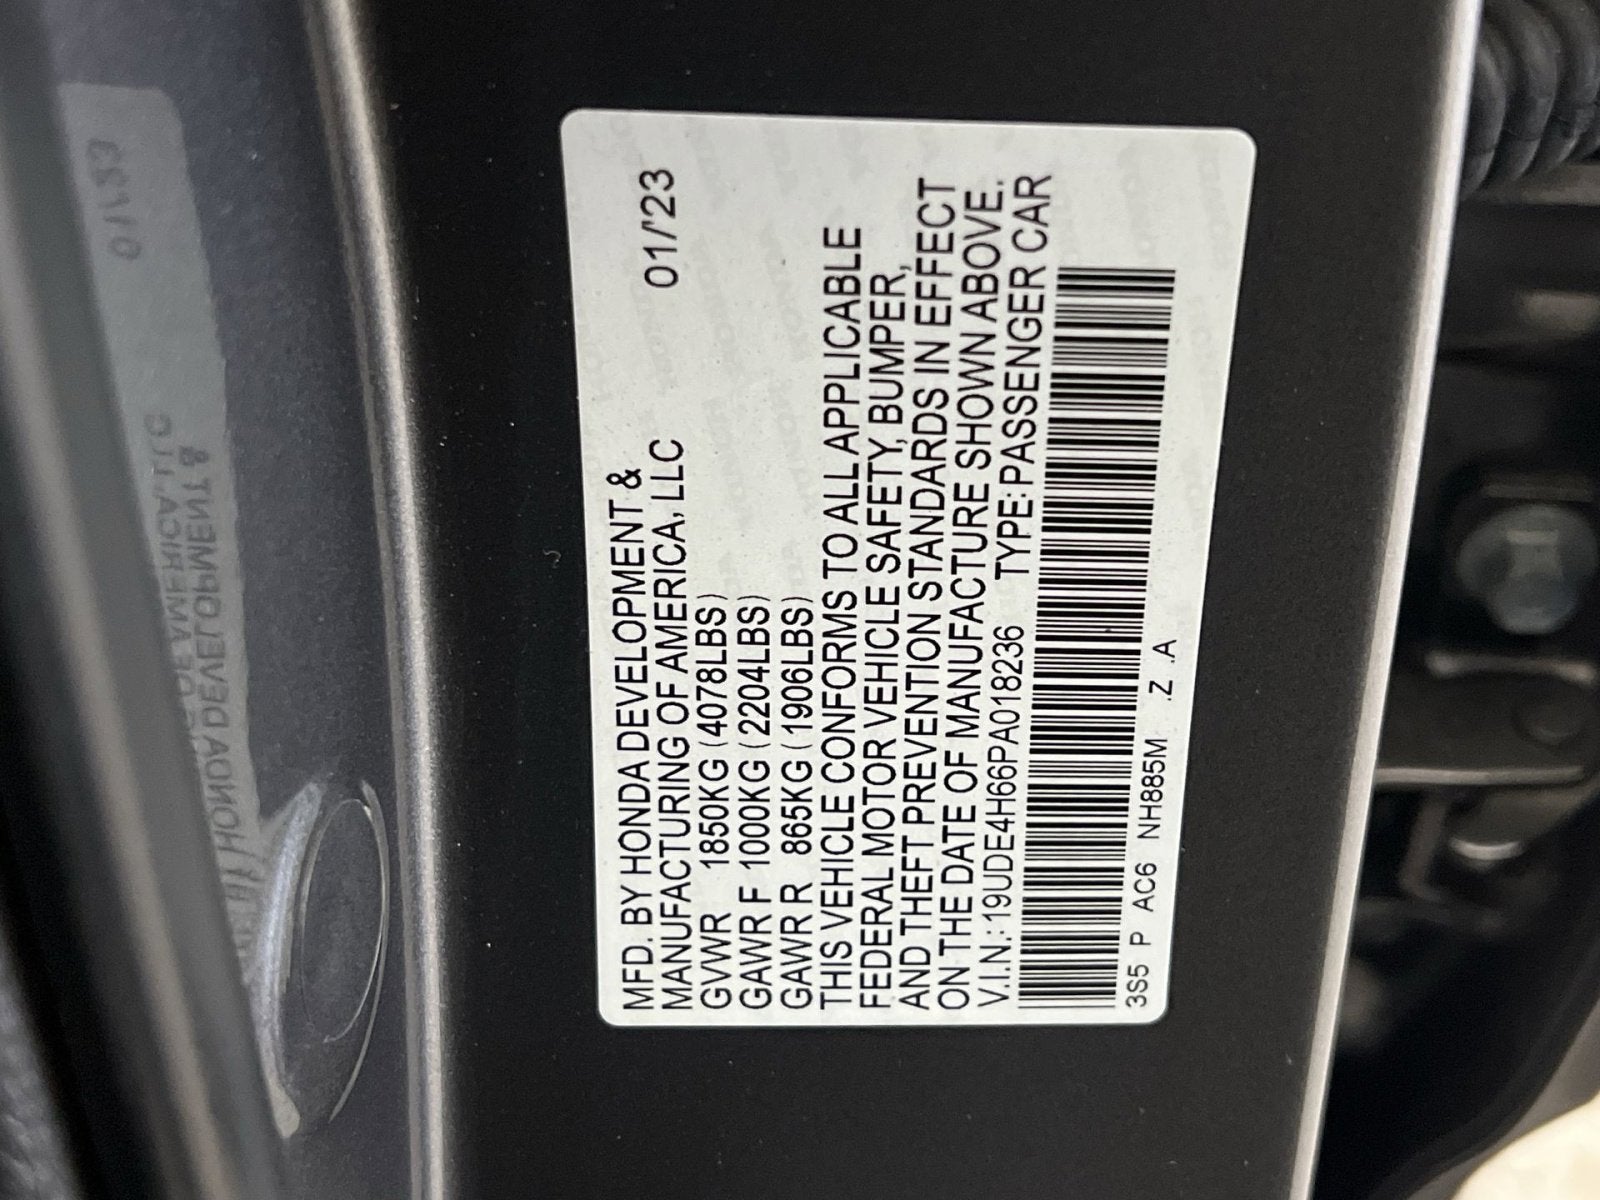 MFD. BY HONDA DEVELOPMENT &
MANUFACTURING OF AMERICA, LLC 01/'23
GVWR 1850KG (4078LBS)
GAWR F 1000KG (2204LBS)
GAWR R 865KG (1906LBS)
THIS VEHICLE CONFORMS TO ALL APPLICABLE
FEDERAL MOTOR VEHICLE SAFETY, BUMPER,
AND THEFT PREVENTION STANDARDS IN EFFECT
ON THE DATE OF MANUFACTURE SHOWN ABOVE.
V.I.N.: 19UDE4H66PA018236 TYPE: PASSENGER CAR
3S5 P AC6 NH885M .Z .A